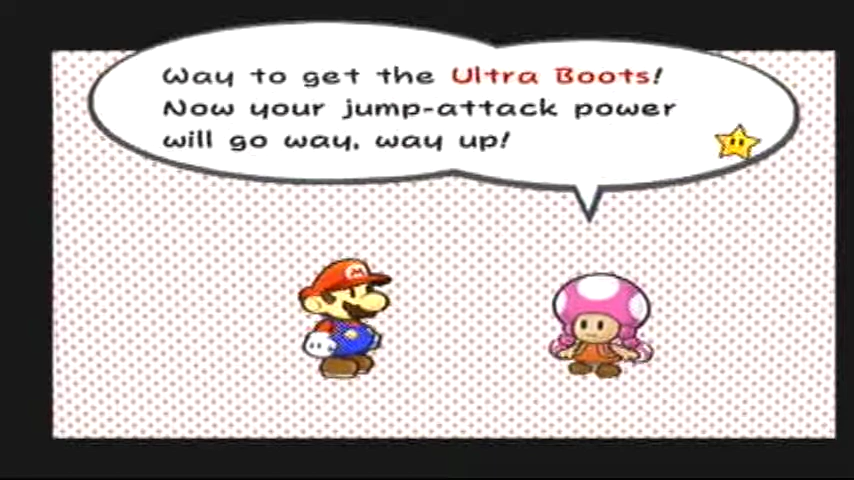 Way to get the Ultra Boots!
Now your jump-attack power
will go way, way up!